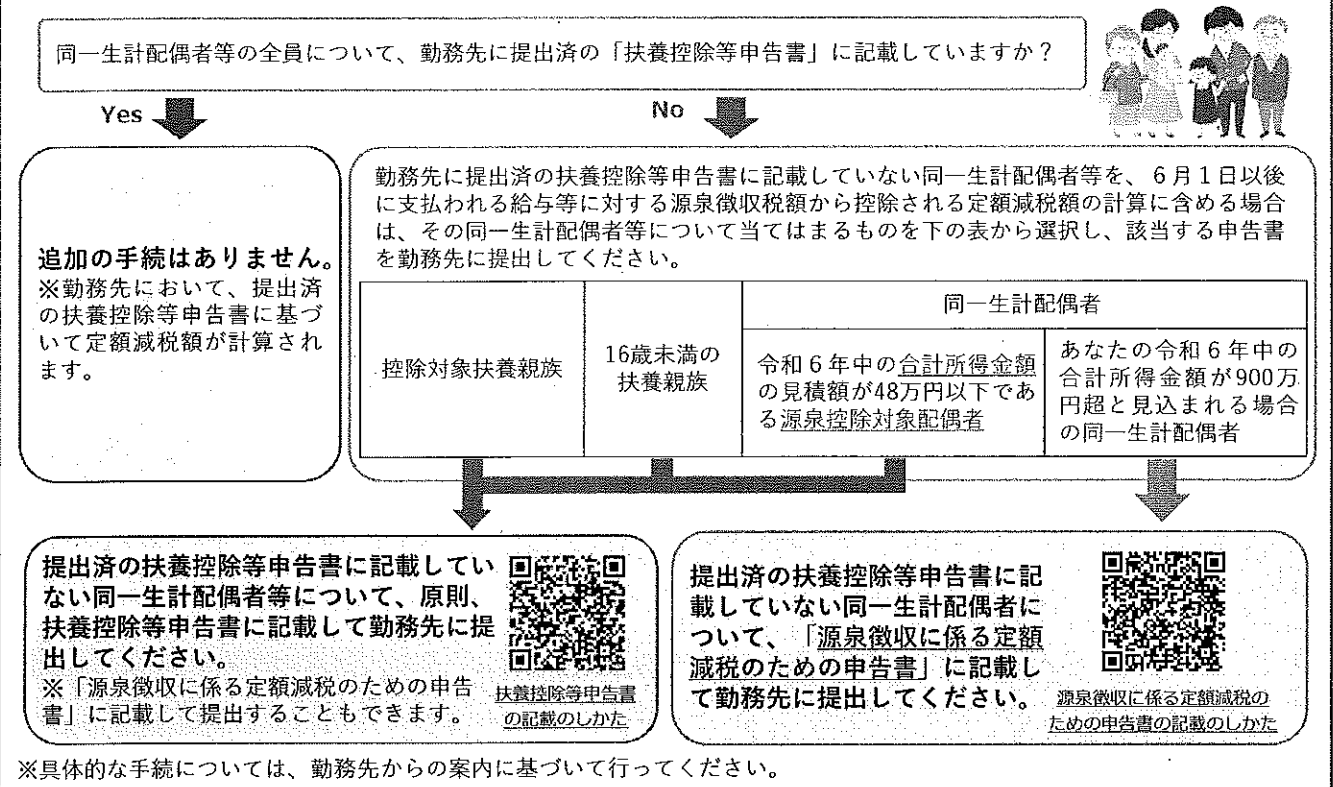 同一生計配偶者等の全員について、勤務先に提出済の「扶養控除等申告書」に記載していますか？
Yes
No
追加の手続はありません。
※勤務先において、提出済
の扶養控除等申告書に基づ
いて定額減税額が計算され
ます。
勤務先に提出済の扶養控除等申告書に記載していない同一生計配偶者等を、６月１日以後
に支払われる給与等に対する源泉徴収税額から控除される定額減税額の計算に含める場合
は、その同一生計配偶者等について当てはまるものを下の表から選択し、該当する申告書
を勤務先に提出してください。
控除対象扶養親族
16歳未満の
扶養親族
同一生計配偶者
令和６年中の合計所得金額
の見積額が48万円以下であ
る源泉控除対象配偶者
あなたの令和６年中の
合計所得金額が900万
円超と見込まれる場合
の同一生計配偶者
提出済の扶養控除等申告書に記載してい
ない同一生計配偶者等について、原則、
扶養控除等申告書に記載して勤務先に提
出してください。
※「源泉徴収に係る定額減税のための申告
書」に記載して提出することもできます。
扶養控除等申告書
の記載のしかた
提出済の扶養控除等申告書に記
載していない同一生計配偶者に
ついて、「源泉徴収に係る定額
減税のための申告書」に記載し
て勤務先に提出してください。
源泉徴収に係る定額減税の
ための申告書の記載のしかた
※具体的な手続については、勤務先からの案内に基づいて行ってください。